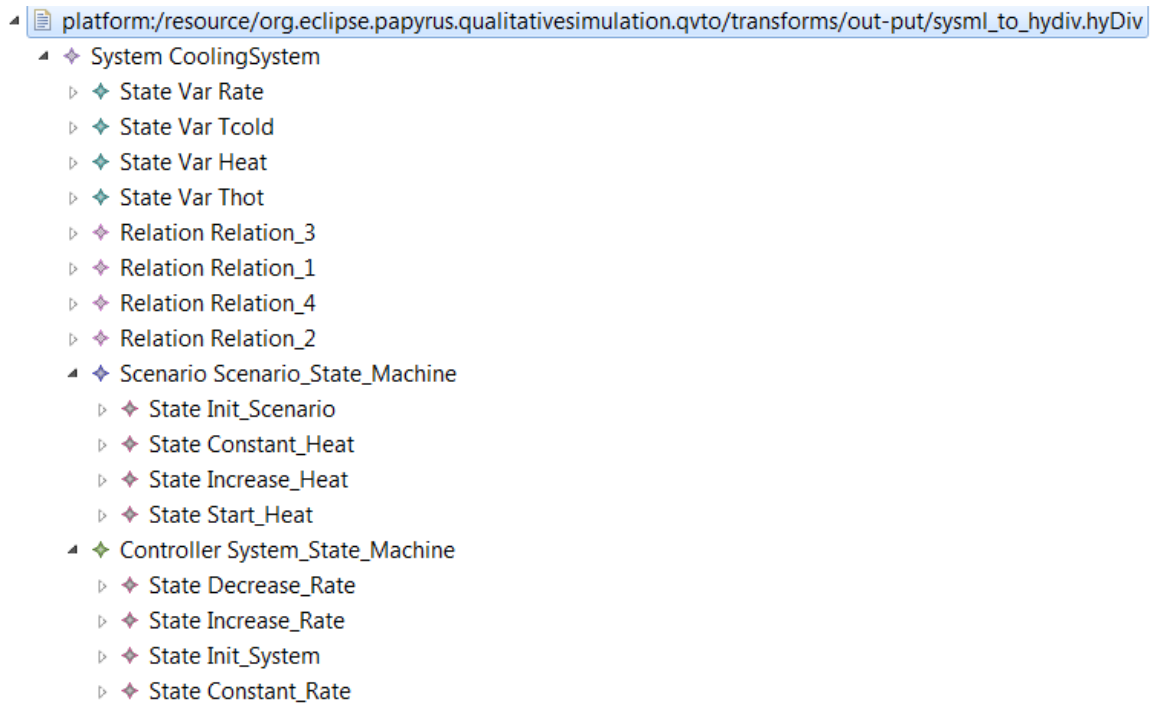 platform:/resource/org.eclipse.papyrus.qualitativesimulation.qvto/transforms/out-put/sysml_to_hydiv.hyDiv
System CoolingSystem
State Var Rate
State Var Tcold
State Var Heat
State Var Thot
Relation Relation_3
Relation Relation_1
Relation Relation_4
Relation Relation_2
Scenario Scenario_State_Machine
State Init_Scenario
State Constant_Heat
State Increase_Heat
State Start_Heat
Controller System_State_Machine
State Decrease_Rate
State Increase_Rate
State Init_System
State Constant_Rate